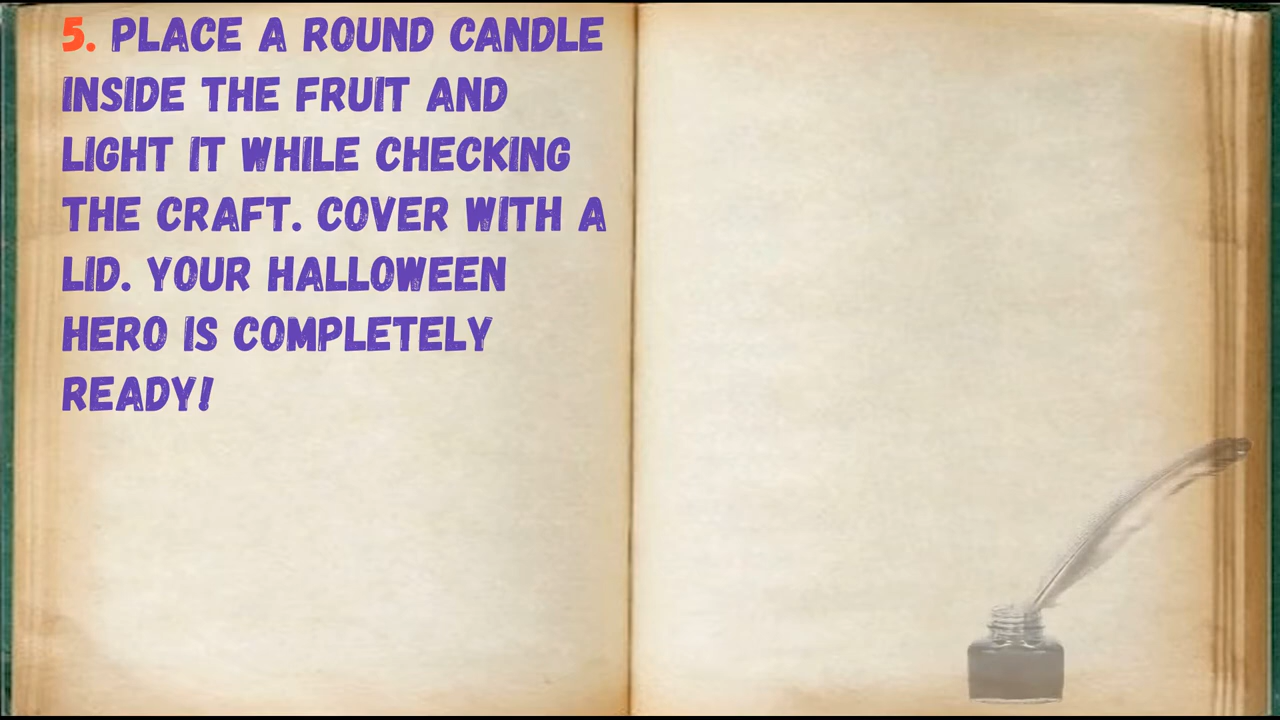 5. PLACE A ROUND CANDLE
INSIDE THE FRUIT AND
LIGHT IT WHILE CHECKING
THE CRAFT. COVER WITH A
LID. YOUR HALLOWEEN
HERO IS COMPLETELY
READY!